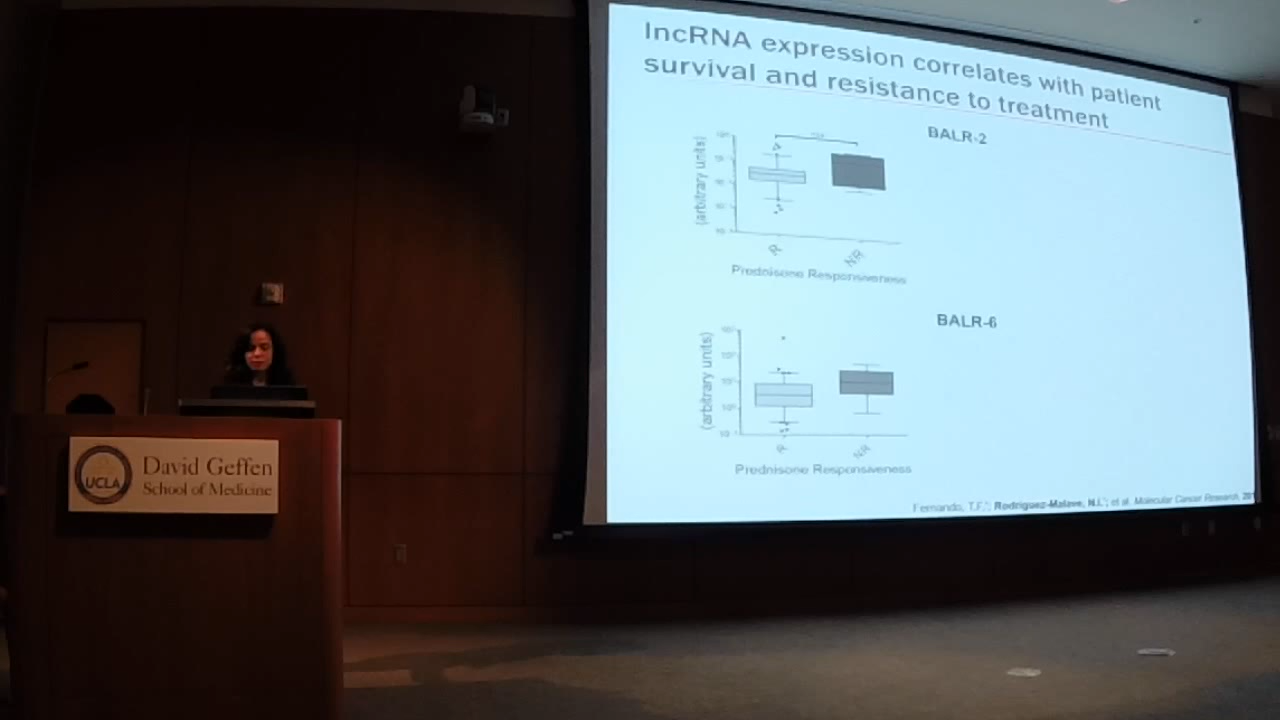 lncRNA expression correlates with patient
survival and resistance to treatment
BALR-2
(arbitrary units)
R
NR
Prednisone Responsiveness
BALR-6
(arbitrary units)
R
NR
Prednisone Responsiveness
Fernando, T.F.; Rodriguez-Malave, N.I.; et al. Molecular Cancer Research,
UCLA
David Geffen
School of Medicine